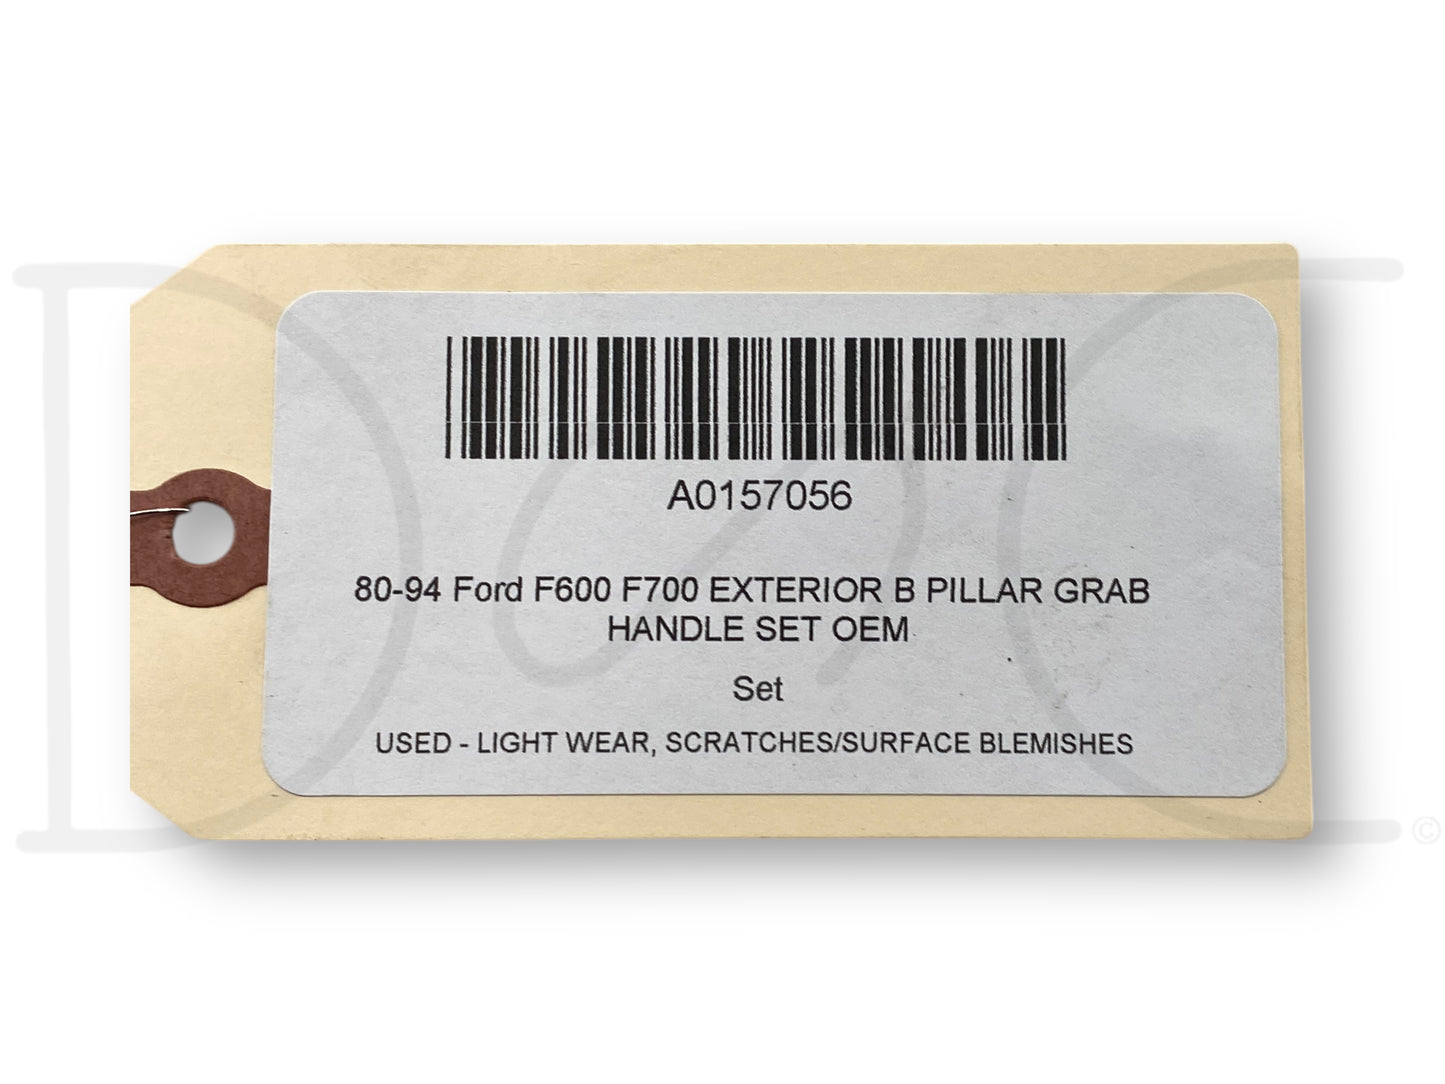 A0157056
80-94 Ford F600 F700 EXTERIOR B PILLAR GRAB
HANDLE SET OEM
Set
USED - LIGHT WEAR, SCRATCHES/SURFACE BLEMISHES
©